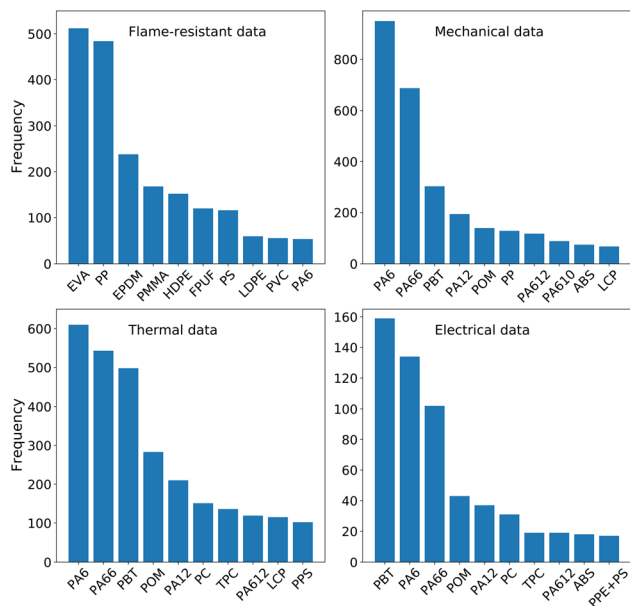 Flame-resistant data
Frequency
500
400
300
200
100
0
EVA PP EPDM PMMA HDPE FPUF PS LDPE PVC PA6
Mechanical data
800
600
400
200
0
PA6 PA66 PBT PA12 POM PP PA612 PA610 ABS LCP
Thermal data
Frequency
600
500
400
300
200
100
0
PA6 PA66 PBT POM PA12 PC TPC PA612 LCP PPS
Electrical data
160
140
120
100
80
60
40
20
0
PBT PA6 PA66 POM PA12 PC TPC PA612 ABS PPE+PS